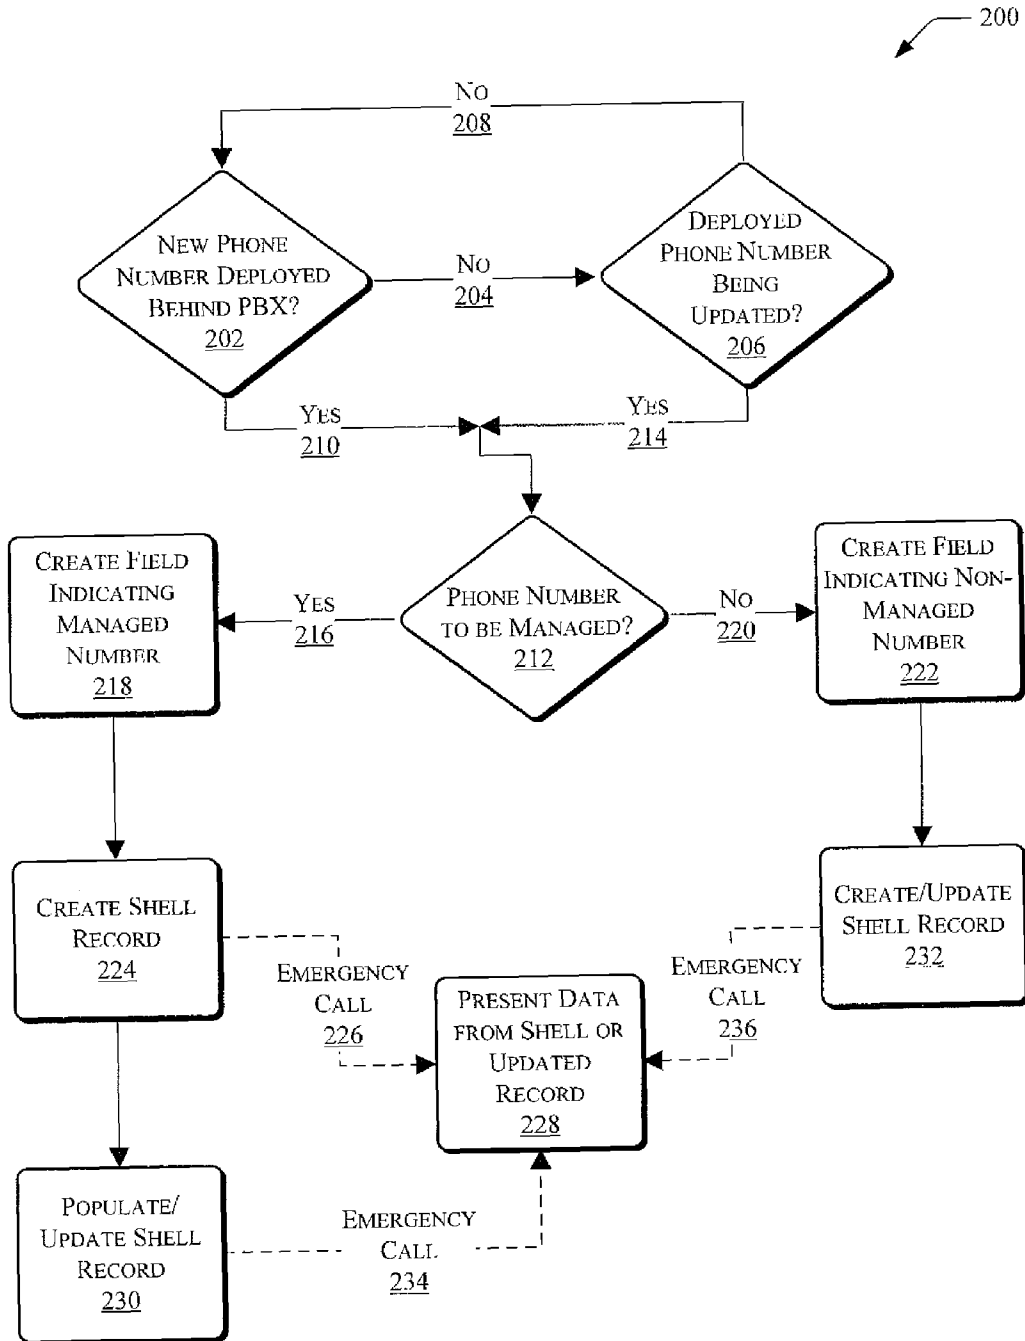 200
NO
208
NEW PHONE
NUMBER DEPLOYED
BEHIND PBX?
202
NO
204
DEPLOYED
PHONE NUMBER
BEING
UPDATED?
206
YES
210
YES
214
PHONE NUMBER
TO BE MANAGED?
212
YES
216
NO
220
CREATE FIELD
INDICATING
MANAGED
NUMBER
218
CREATE FIELD
INDICATING NON-
MANAGED
NUMBER
222
CREATE SHELL
RECORD
224
CREATE/UPDATE
SHELL RECORD
232
EMERGENCY
CALL
226
EMERGENCY
CALL
236
PRESENT DATA
FROM SHELL OR
UPDATED
RECORD
228
POPULATE/
UPDATE SHELL
RECORD
230
EMERGENCY
CALL
234